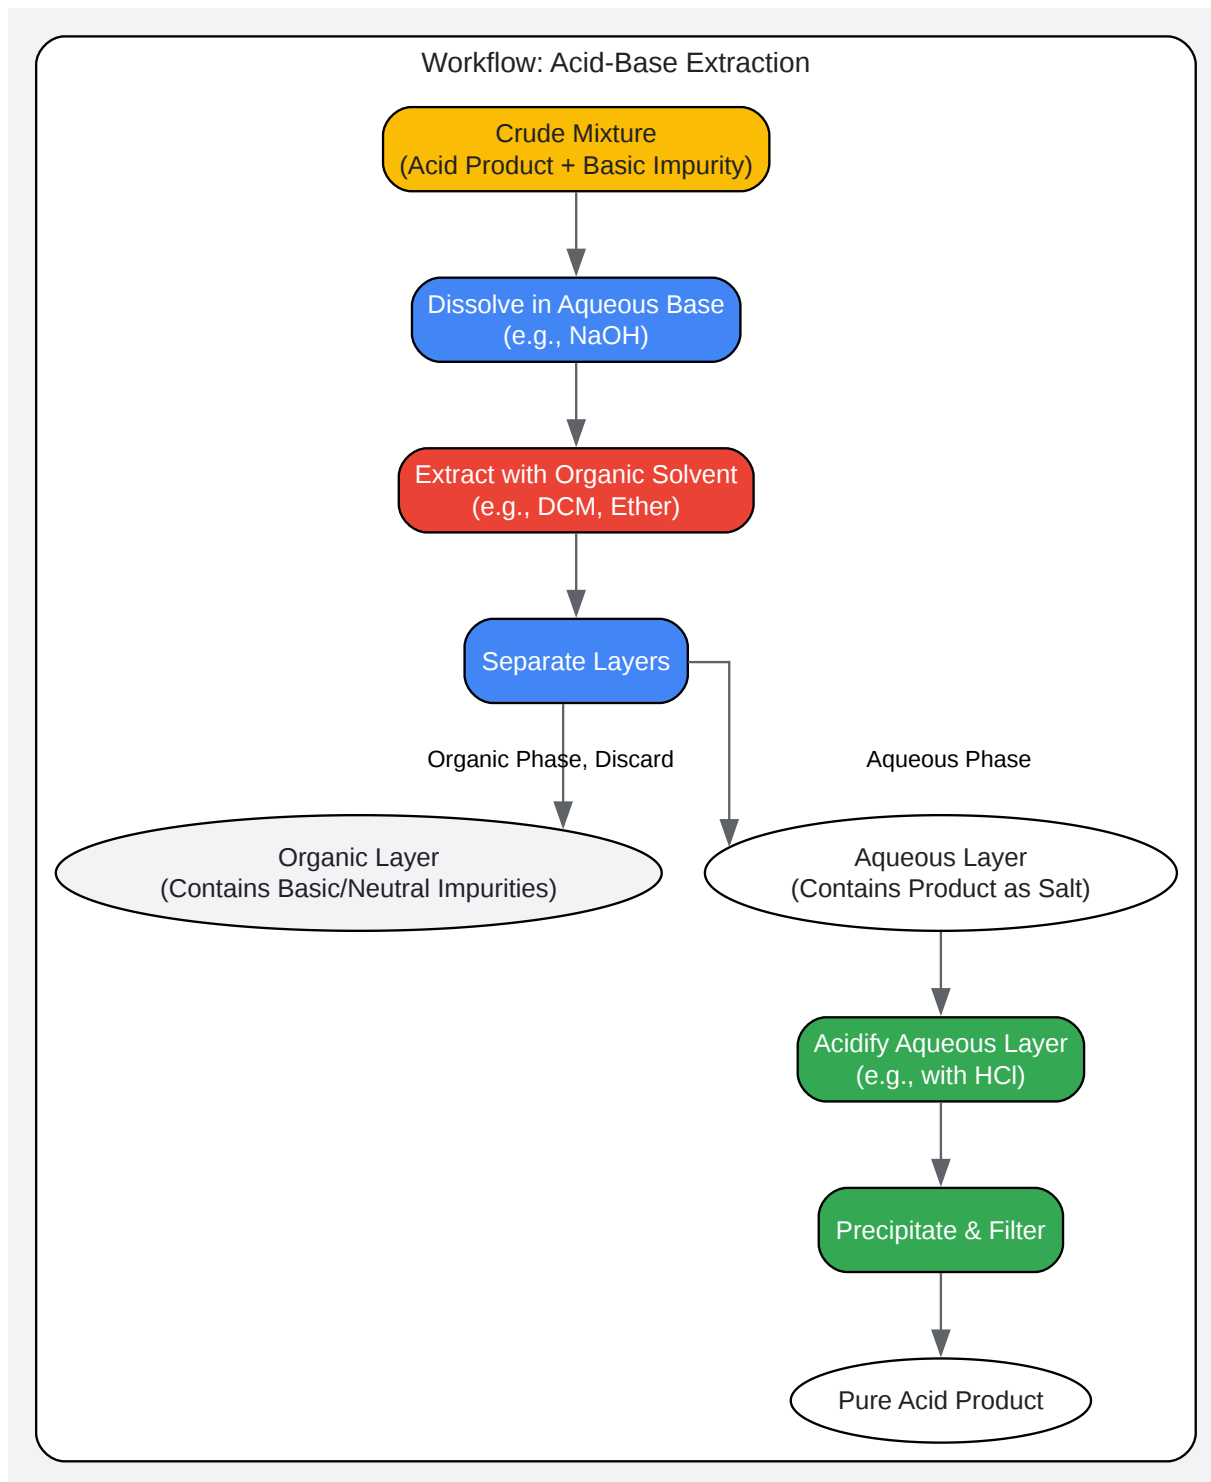 Workflow: Acid-Base Extraction
Crude Mixture
(Acid Product + Basic Impurity)
Dissolve in Aqueous Base
(e.g., NaOH)
Extract with Organic Solvent
(e.g., DCM, Ether)
Separate Layers
Organic Phase, Discard
Aqueous Phase
Organic Layer
(Contains Basic/Neutral Impurities)
Aqueous Layer
(Contains Product as Salt)
Acidify Aqueous Layer
(e.g., with HCl)
Precipitate & Filter
Pure Acid Product